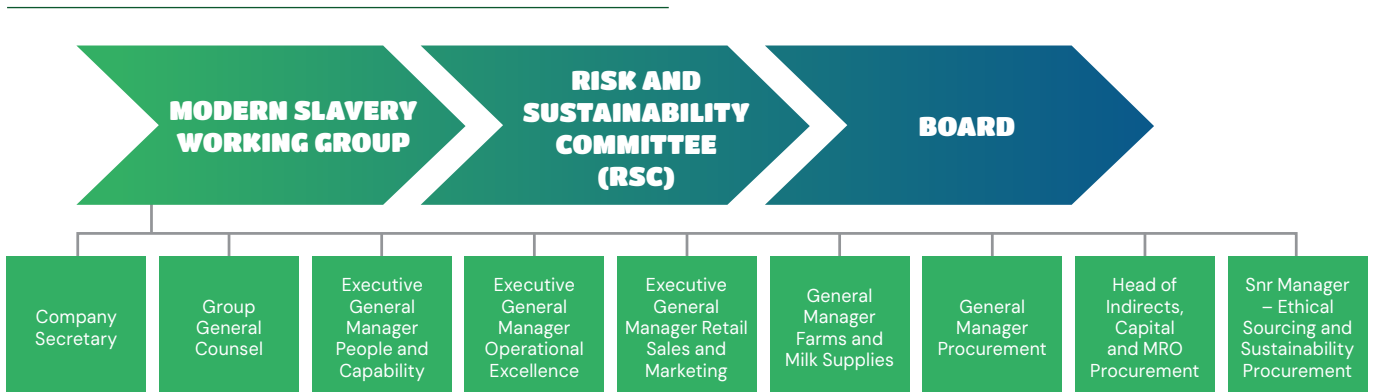 MODERN SLAVERY
WORKING GROUP
RISK AND
SUSTAINABILITY
COMMITTEE
(RSC)
BOARD
Company
Secretary
Group
General
Counsel
Executive
General
Manager
People and
Capability
Executive
General
Manager
Operational
Excellence
Executive
General
Manager Retail
Sales and
Marketing
General
Manager
Farms and
Milk Supplies
General
Manager
Procurement
Head of
Indirects,
Capital
and MRO
Procurement
Snr Manager
– Ethical
Sourcing and
Sustainability
Procurement